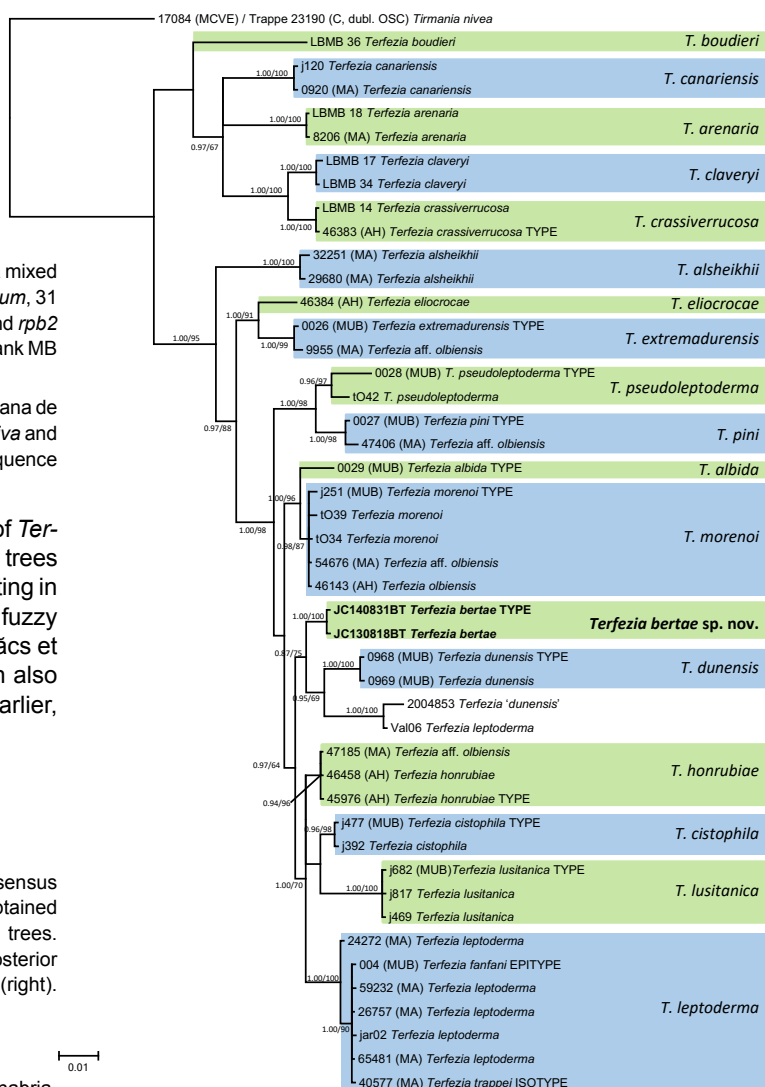 17084 (MCVE) / Trappe 23190 (C, dubl. OSC) Tirmania nivea
LBMB 36 Terfezia boudieri
T. boudieri
j120 Terfezia canariensis
1.00/100
0920 (MA) Terfezia canariensis
T. canariensis
LBMB 18 Terfezia arenaria
1.00/100
8206 (MA) Terfezia arenaria
T. arenaria
0.97/67
LBMB 17 Terfezia claveryi
1.00/100
LBMB 34 Terfezia claveryi
T. claveryi
1.00/100
LBMB 14 Terfezia crassiverrucosa
1.00/100
46383 (AH) Terfezia crassiverrucosa TYPE
T. crassiverrucosa
32251 (MA) Terfezia alsheikhii
1.00/100
29680 (MA) Terfezia alsheikhii
T. alsheikhii
46384 (AH) Terfezia eliocrocae
T. eliocrocae
1.00/91
0026 (MUB) Terfezia extremadurensis TYPE
1.00/99
9955 (MA) Terfezia aff. olbiensis
T. extremadurensis
1.00/95
0028 (MUB) T. pseudoleptoderma TYPE
0.96/97
tO42 T. pseudoleptoderma
T. pseudoleptoderma
1.00/98
0027 (MUB) Terfezia pini TYPE
1.00/98
47406 (MA) Terfezia aff. olbiensis
T. pini
0.97/88
0029 (MUB) Terfezia albida TYPE
T. albida
1.00/96
j251 (MUB) Terfezia morenoi TYPE
tO39 Terfezia morenoi
1.00/98
tO34 Terfezia morenoi
0.98/87
54676 (MA) Terfezia aff. olbiensis
46143 (AH) Terfezia olbiensis
T. morenoi
JC140831BT Terfezia bertae TYPE
1.00/100
JC130818BT Terfezia bertae
Terfezia bertae sp. nov.
/75
0968 (MUB) Terfezia dunensis TYPE
1.00/100
0969 (MUB) Terfezia dunensis
T. dunensis
0.95/69
2004853 Terfezia ‘dunensis’
1.00/100
Val06 Terfezia leptoderma
0.97/64
47185 (MA) Terfezia aff. olbiensis
46458 (AH) Terfezia honrubiae
0.94/96
45976 (AH) Terfezia honrubiae TYPE
T. honrubiae
j477 (MUB) Terfezia cistophila TYPE
0.96/98
j392 Terfezia cistophila
T. cistophila
1.00/70
j682 (MUB)Terfezia lusitanica TYPE
1.00/100
j817 Terfezia lusitanica
j469 Terfezia lusitanica
T. lusitanica
24272 (MA) Terfezia leptoderma
1.00/100
004 (MUB) Terfezia fanfani EPITYPE
59232 (MA) Terfezia leptoderma
26757 (MA) Terfezia leptoderma
1.00/90
jar02 Terfezia leptoderma
65481 (MA) Terfezia leptoderma
40577 (MA) Terfezia trappei ISOTYPE
T. leptoderma
mixed
um, 31
nd rpb2
ank MB
ana de
va and
quence
of Ter-
trees
ting in
fuzzy
ács et
n also
arlier,
sensus
btained
trees.
osterior
(right).
0.01